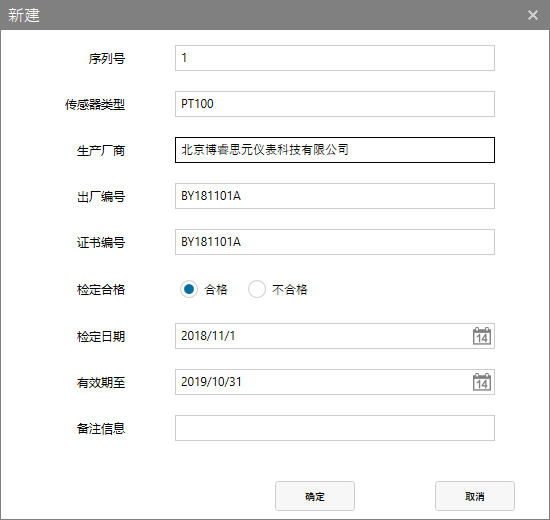 新建
序列号 1
传感器类型 PT100
生产厂商 北京博睿思元仪表科技有限公司
出厂编号 BY181101A
证书编号 BY181101A
检定合格 合格 不合格
检定日期 2018/11/1 14
有效期至 2019/10/31 14
备注信息
确定 取消